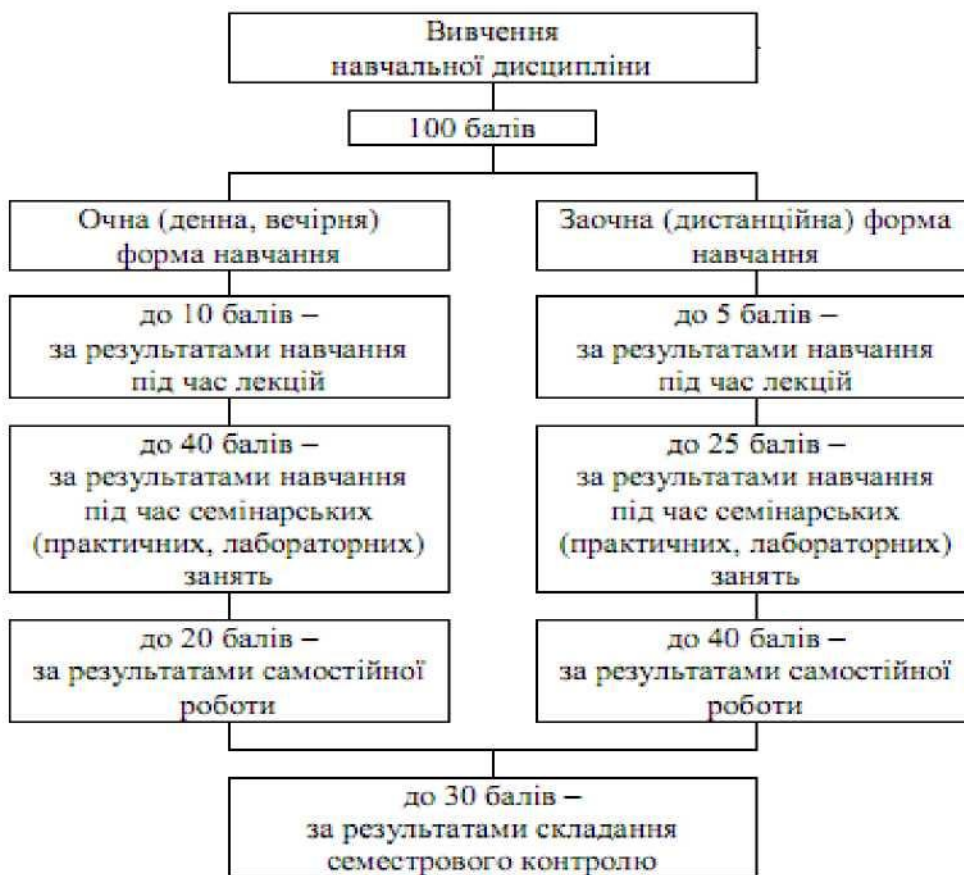 Вивчення
навчальної дисципліни
100 балів
Очна (денна, вечірня)
форма навчання
до 10 балів –
за результатами навчання
під час лекцій
до 40 балів –
за результатами навчання
під час семінарських
(практичних, лабораторних)
занять
до 20 балів –
за результатами самостійної
роботи
Заочна (дистанційна) форма
навчання
до 5 балів –
за результатами навчання
під час лекцій
до 25 балів –
за результатами навчання
під час семінарських
(практичних, лабораторних)
занять
до 40 балів –
за результатами самостійної
роботи
до 30 балів –
за результатами складання
семестрового контролю